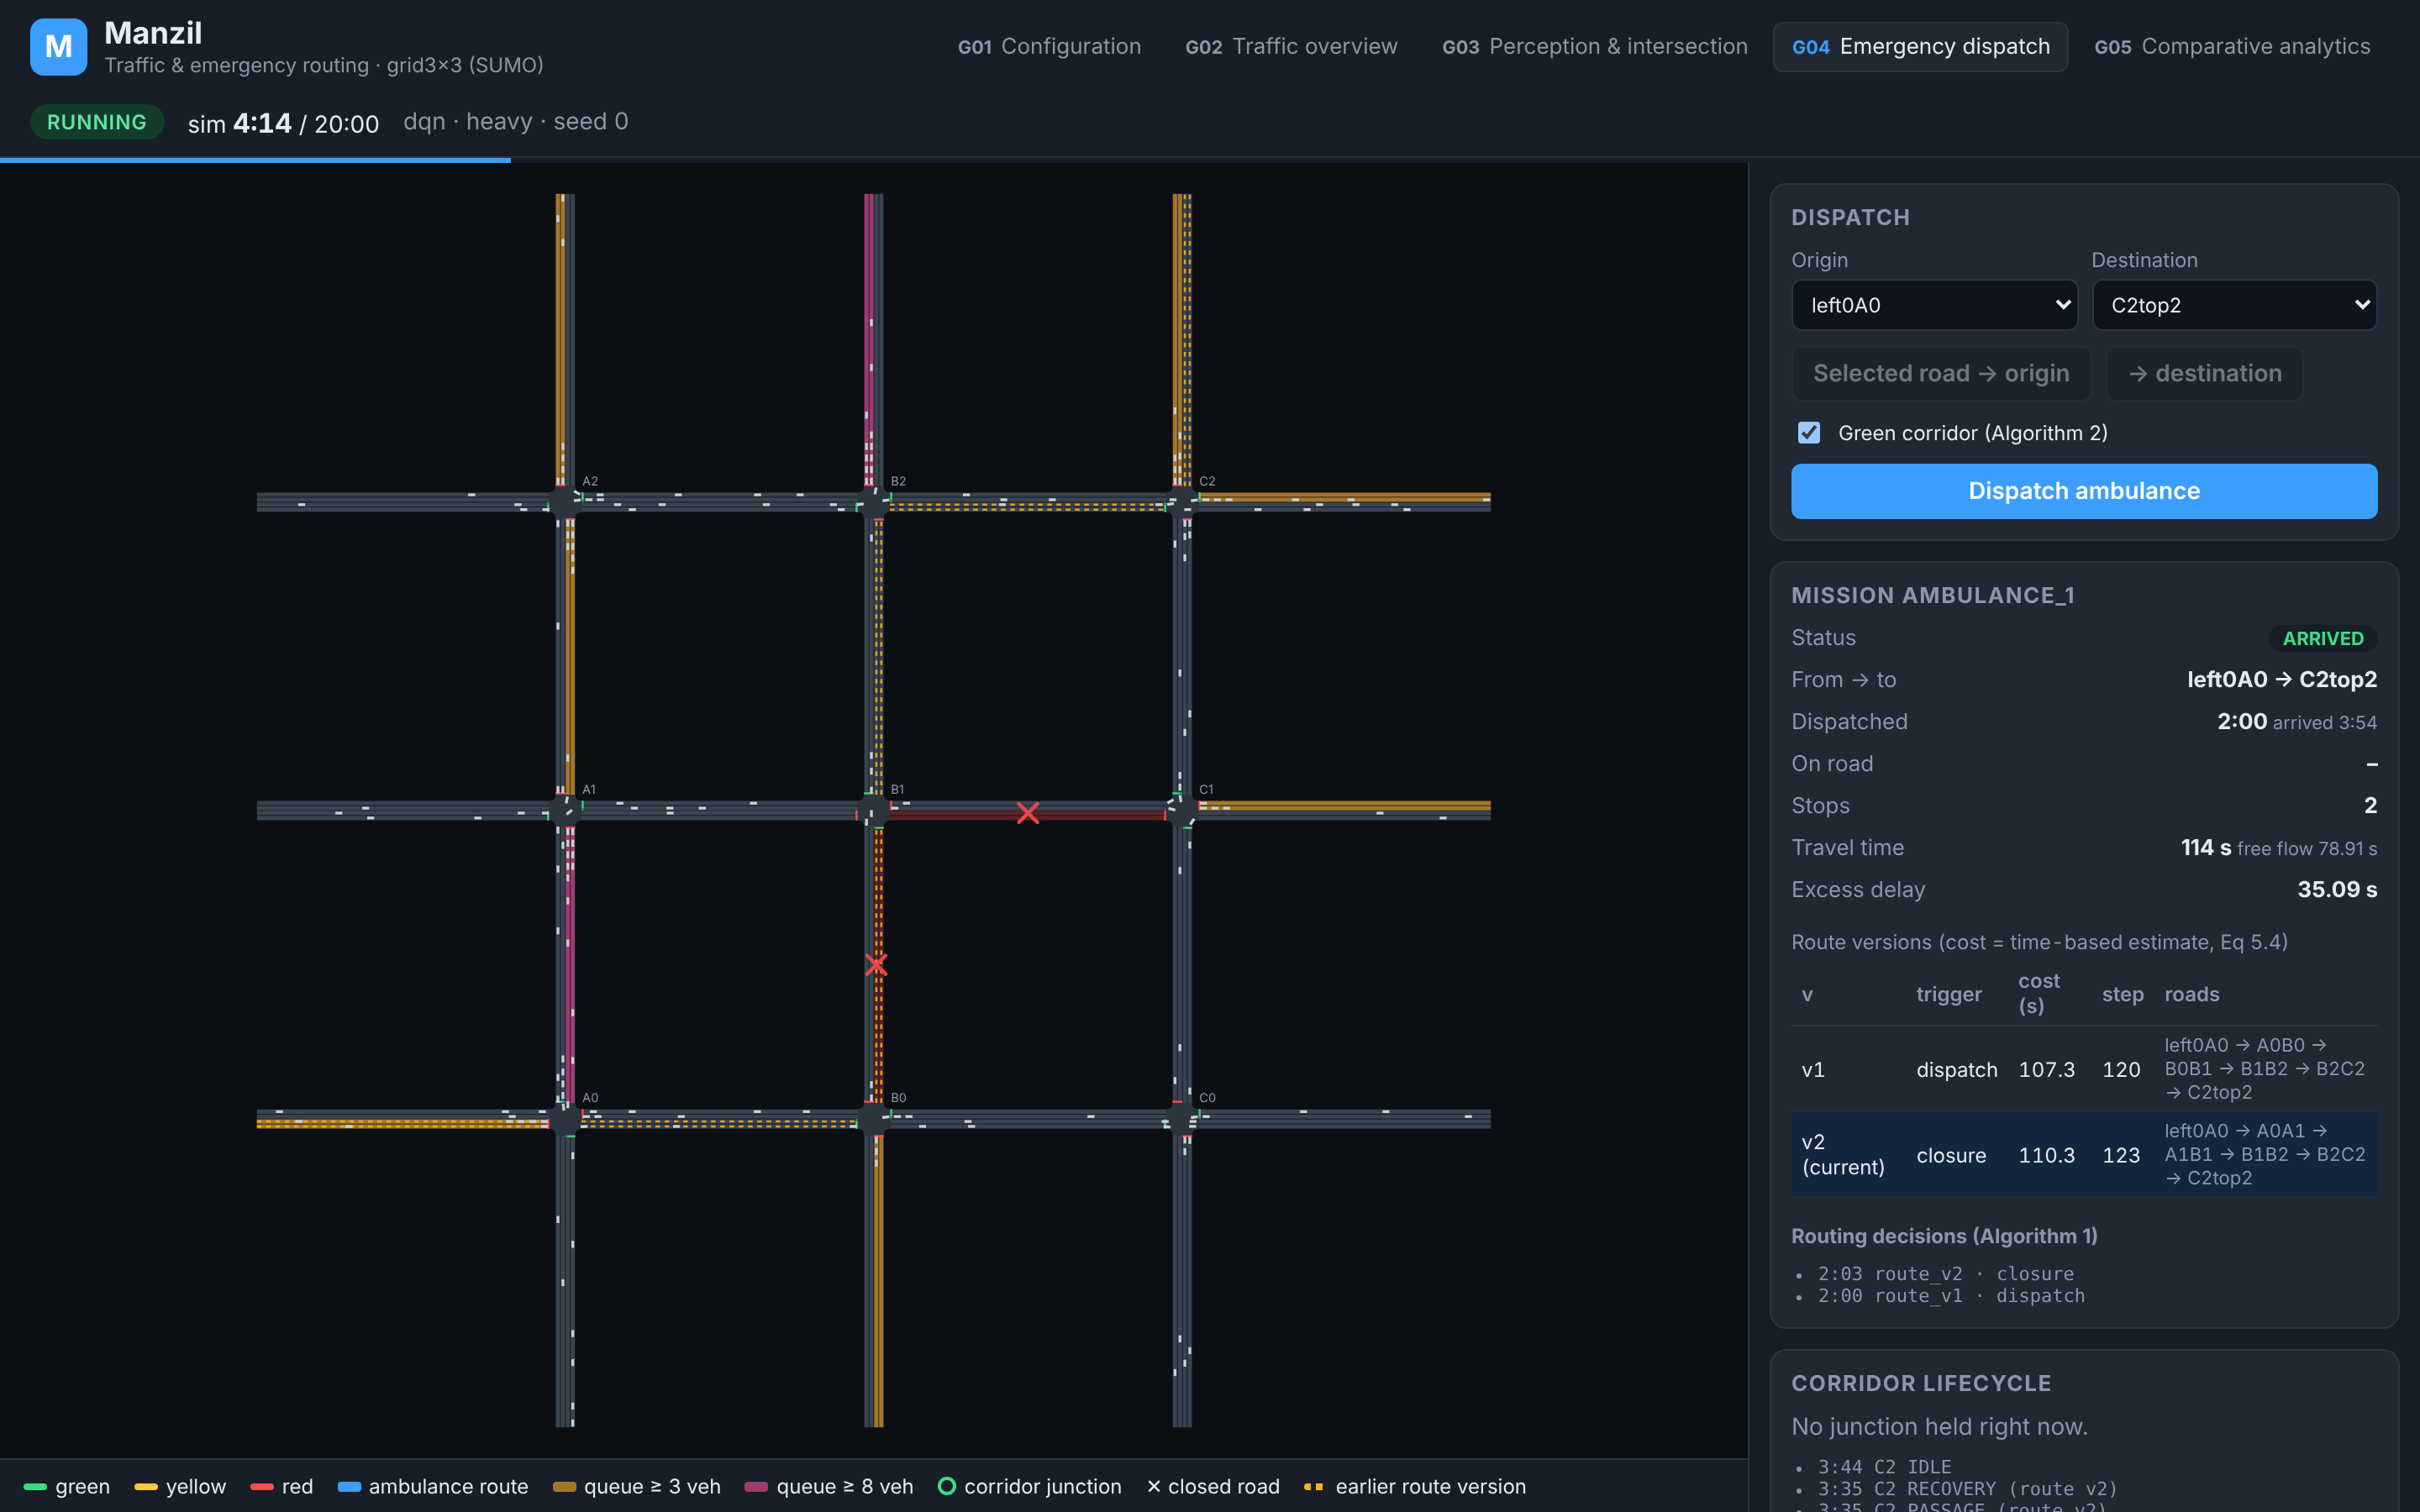 M
Manzil
Traffic & emergency routing · grid3×3 (SUMO)
G01 Configuration
G02 Traffic overview
G03 Perception & intersection
G04 Emergency dispatch
G05 Comparative analytics
RUNNING
sim 4:14 / 20:00
dqn · heavy · seed 0
A2
B2
C2
A1
B1
C1
A0
B0
C0
green
yellow
red
ambulance route
queue ≥ 3 veh
queue ≥ 8 veh
corridor junction
✕ closed road
earlier route version
DISPATCH
Origin
Destination
left0A0
C2top2
Selected road → origin
→ destination
Green corridor (Algorithm 2)
Dispatch ambulance
MISSION AMBULANCE_1
Status ARRIVED
From → to left0A0 → C2top2
Dispatched 2:00 arrived 3:54
On road –
Stops 2
Travel time 114 s free flow 78.91 s
Excess delay 35.09 s
Route versions (cost = time-based estimate, Eq 5.4)
v trigger cost (s) step roads
v1 dispatch 107.3 120 left0A0 → A0B0 →
B0B1 → B1B2 → B2C2
→ C2top2
v2 (current) closure 110.3 123 left0A0 → A0A1 →
A1B1 → B1B2 → B2C2
→ C2top2
Routing decisions (Algorithm 1)
• 2:03 route_v2 · closure
• 2:00 route_v1 · dispatch
CORRIDOR LIFECYCLE
No junction held right now.
• 3:44 C2 IDLE
• 3:35 C2 RECOVERY (route v2)
• 3:35 C2 PASSAGE (route v2)